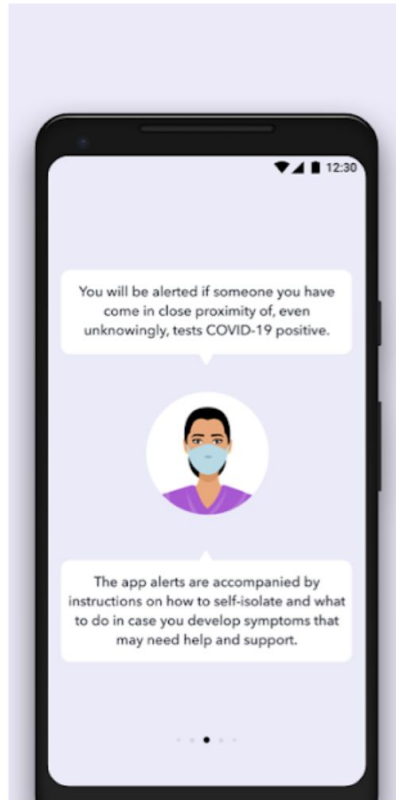 12:30
You will be alerted if someone you have
come in close proximity of, even
unknowingly, tests COVID-19 positive.
The app alerts are accompanied by
instructions on how to self-isolate and what
to do in case you develop symptoms that
may need help and support.